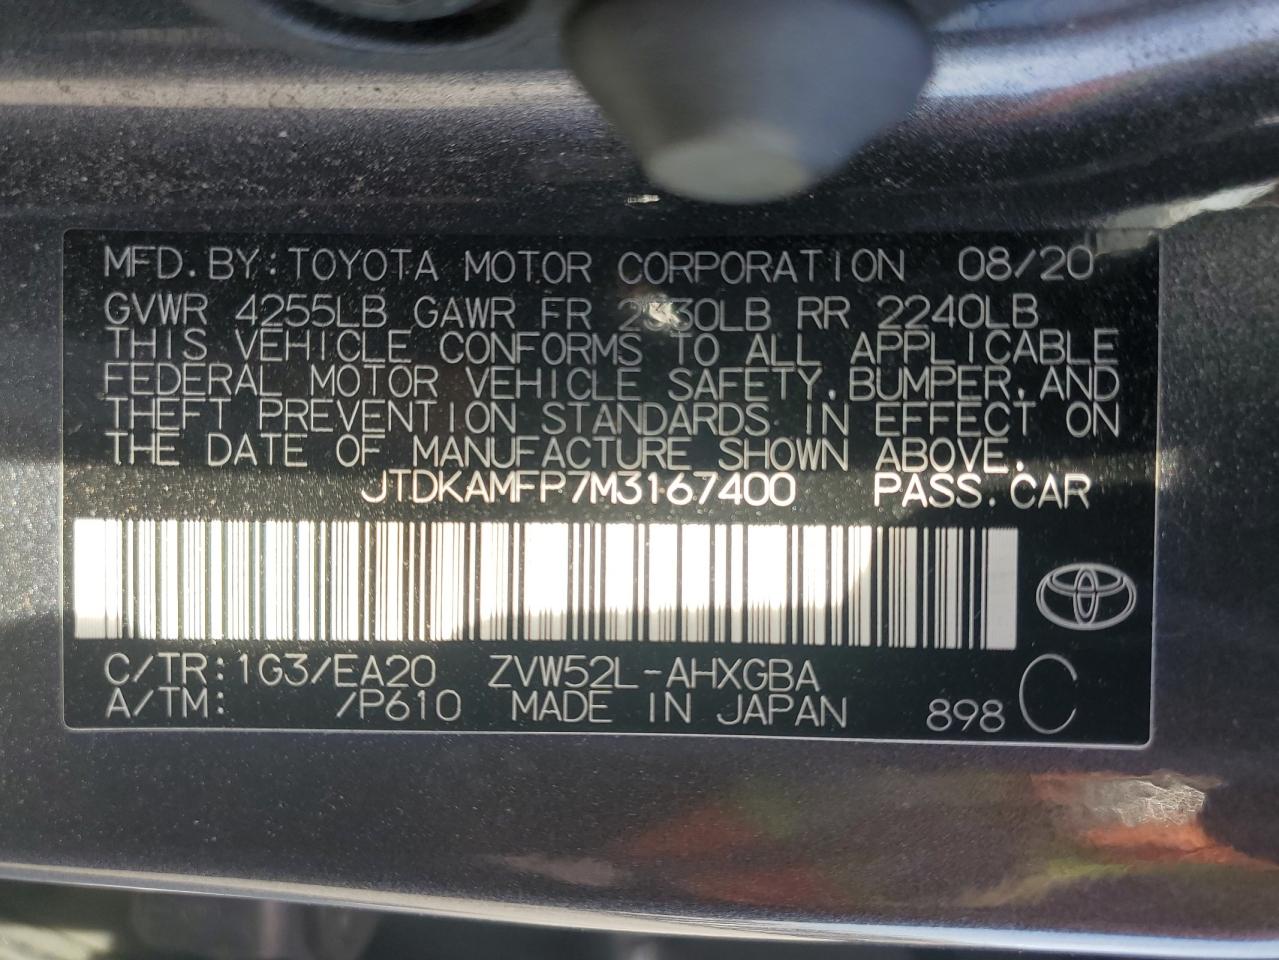 MFD.BY:TOYOTA MOTOR CORPORATION 08/20
GVWR 4255LB GAWR FR 2330LB RR 2240LB
THIS VEHICLE CONFORMS TO ALL APPLICABLE
FEDERAL MOTOR VEHICLE SAFETY,BUMPER,AND
THEFT PREVENTION STANDARDS IN EFFECT ON
THE DATE OF MANUFACTURE SHOWN ABOVE.
JTDKAMFP7M3167400 PASS.CAR
C/TR:1G3/EA20 ZVW52L-AHXGBA
A/TM: /P610 MADE IN JAPAN 898 C